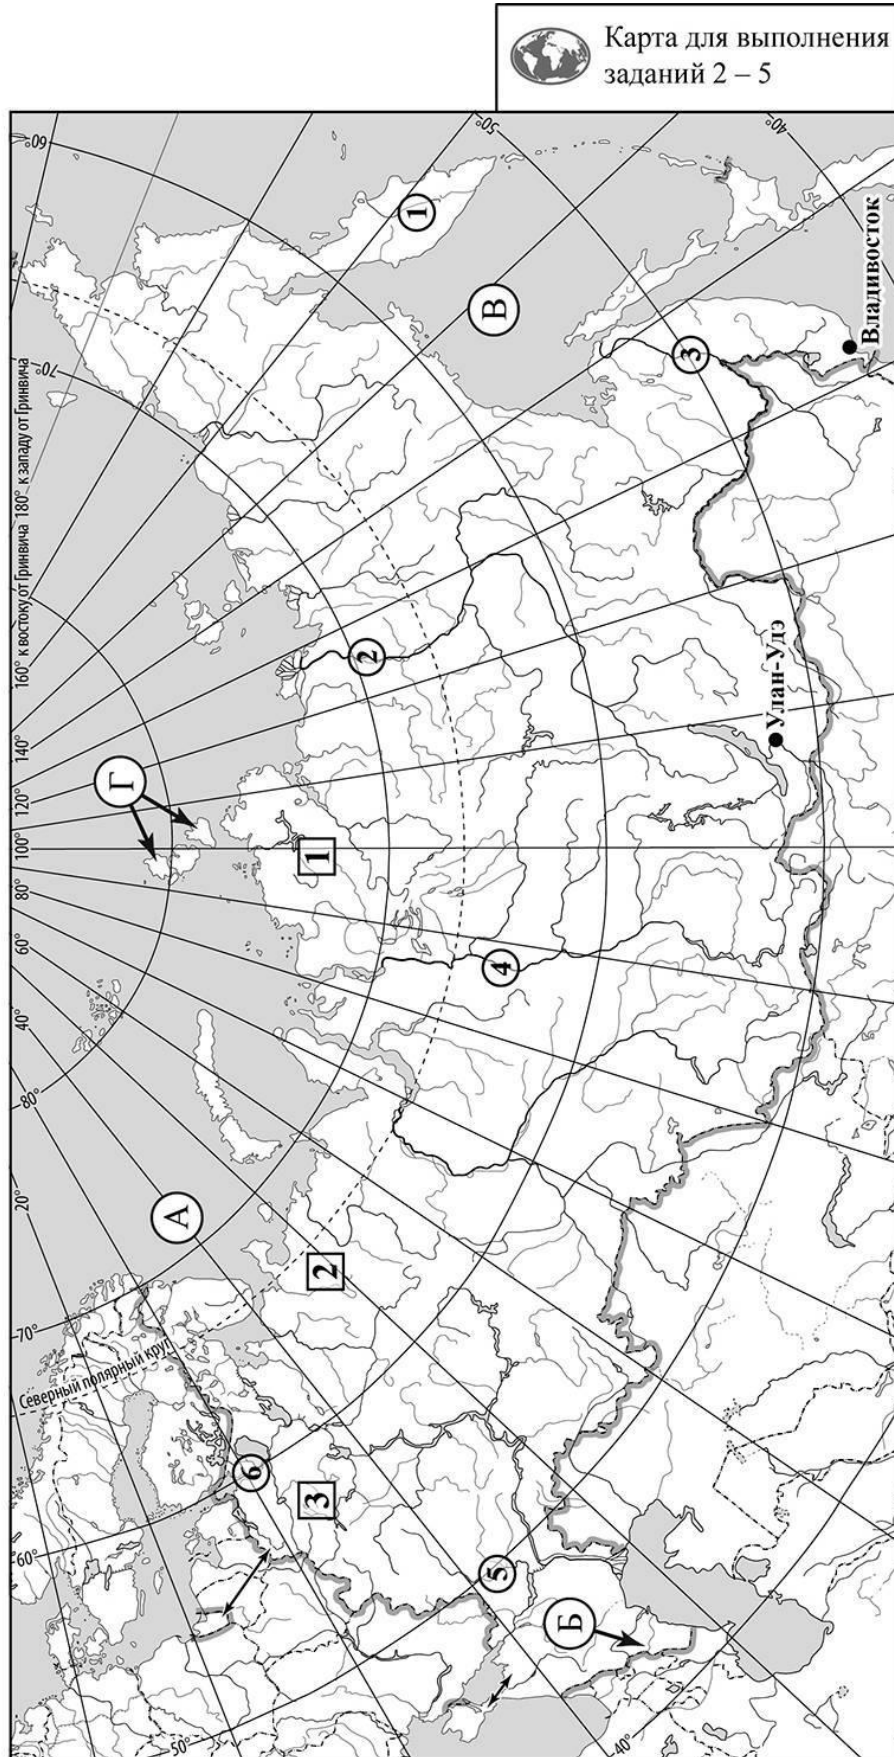 Карта для выполнения
заданий 2 – 5
60°
70°
160° к востоку от Гринвича 180° к западу от Гринвича
140°
120°
100°
80°
60°
40°
80°
20°
70°
60°
50°
40°
50°
40°
Северный полярный круг
А
Б
В
Г
1
2
3
4
5
6
1
2
3
Улан-Удэ
Владивосток